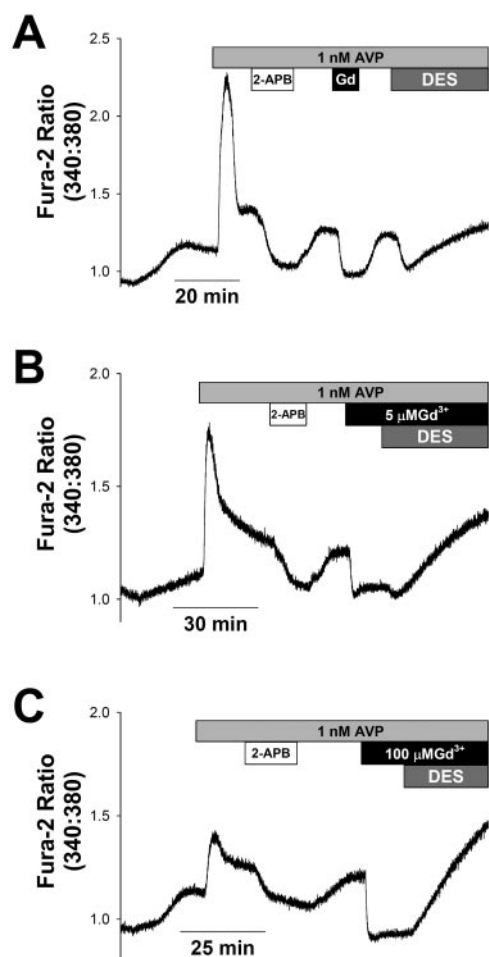 A
2.5
2.0
1.5
1.0
Fura-2 Ratio
(340:380)
1 nM AVP
2-APB
Gd
DES
20 min
B
2.0
1.5
1.0
Fura-2 Ratio
(340:380)
1 nM AVP
2-APB
5 μMGd³⁺
DES
30 min
C
2.0
1.5
1.0
Fura-2 Ratio
(340:380)
1 nM AVP
2-APB
100 μMGd³⁺
DES
25 min